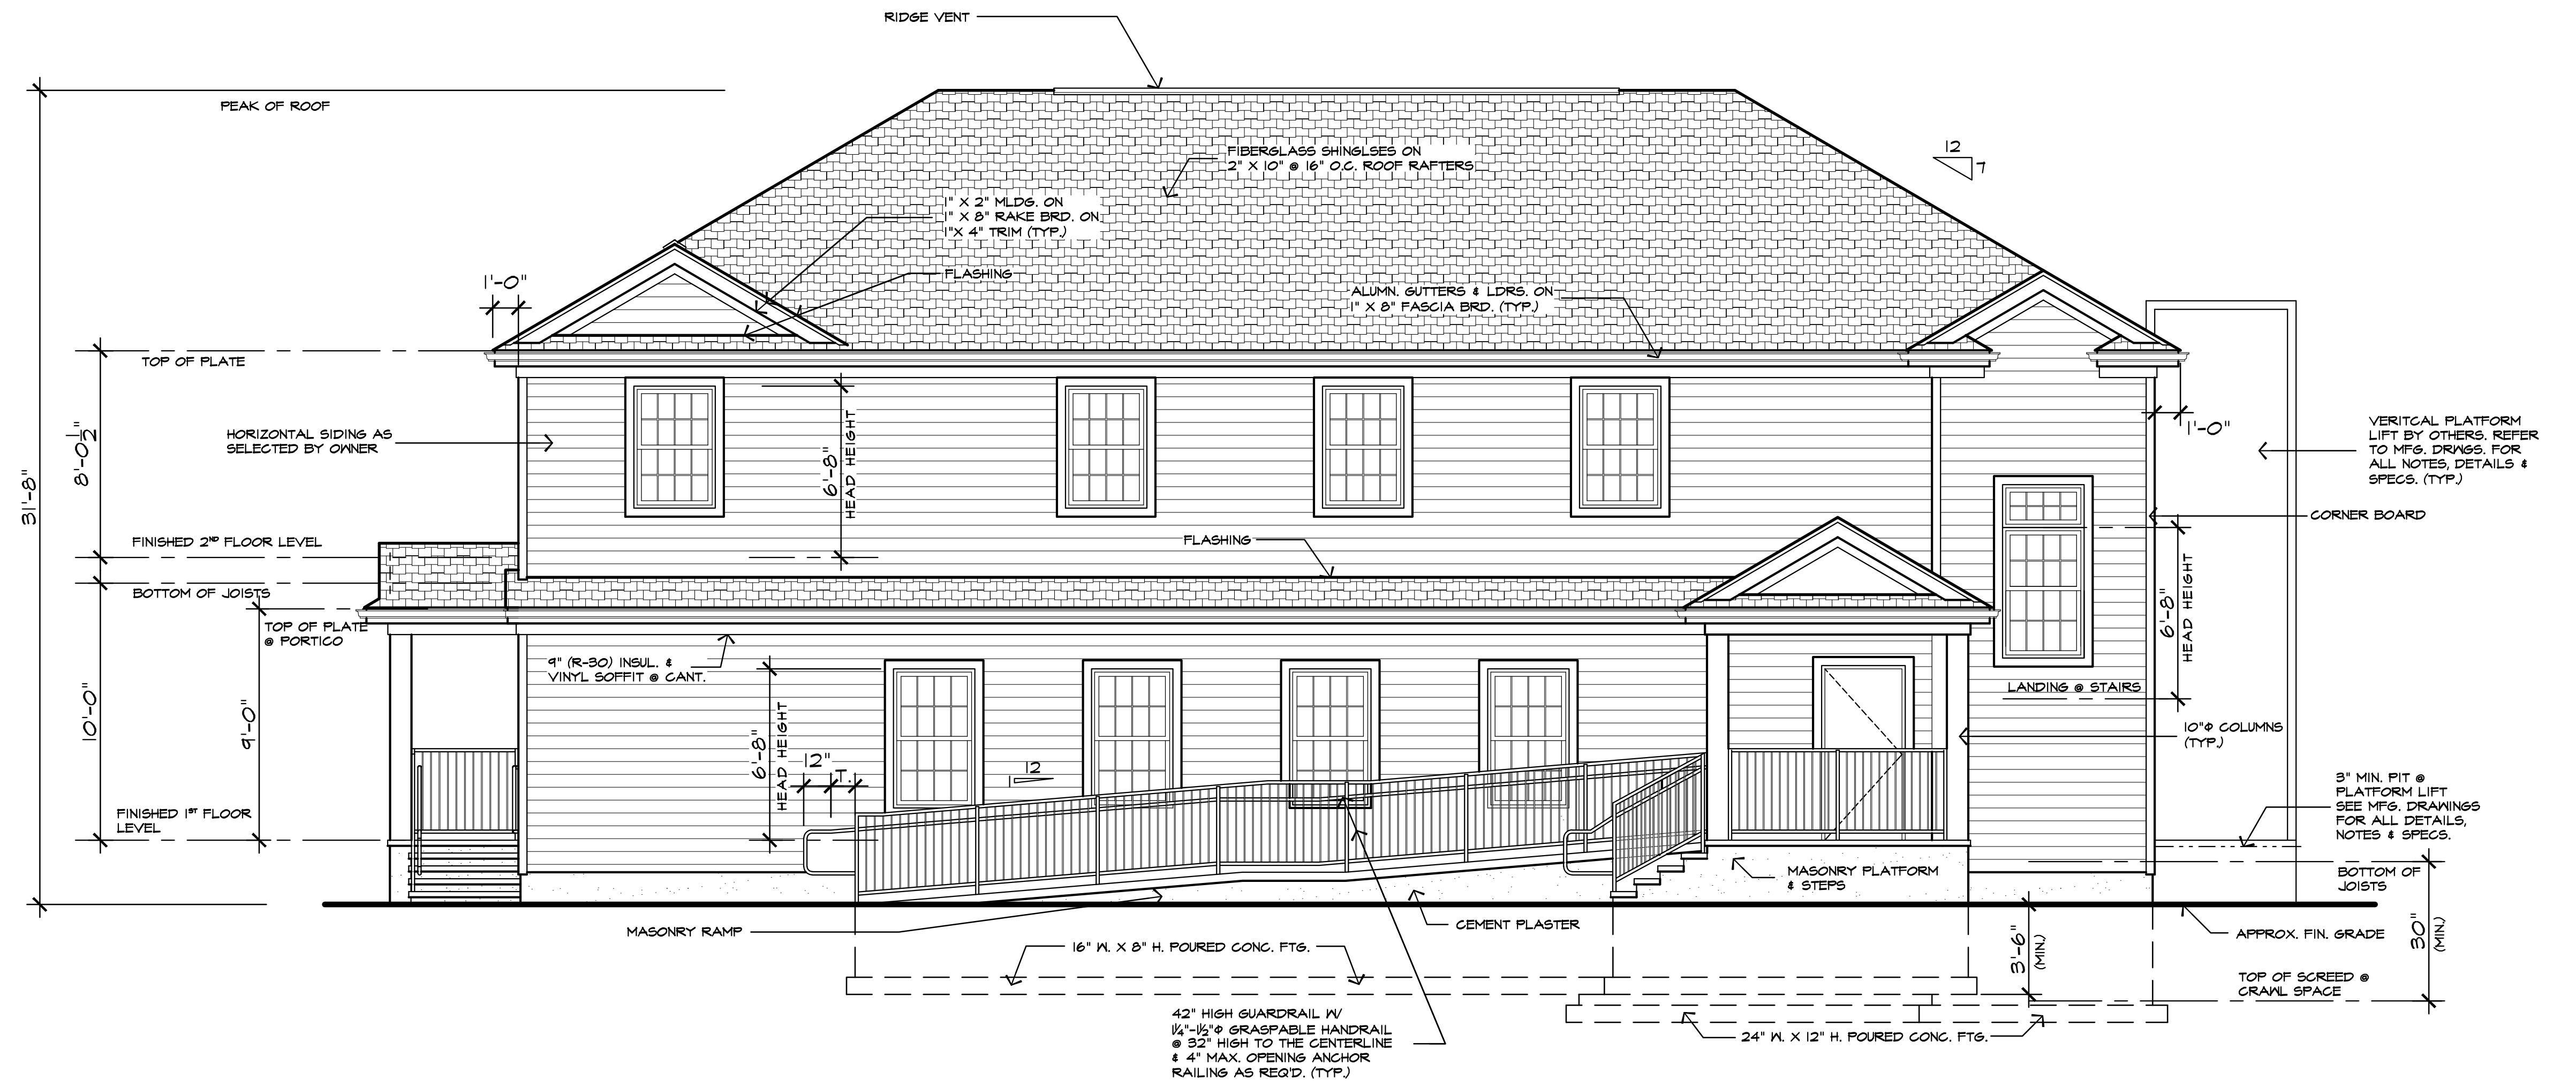 RIDGE VENT
PEAK OF ROOF
12
7
FIBERGLASS SHINGLSES ON
2" X 10" @ 16" O.C. ROOF RAFTERS
1" X 2" MLDG. ON
1" X 8" RAKE BRD. ON
1"X 4" TRIM (TYP.)
FLASHING
1'-0"
ALUMN. GUTTERS & LDRS. ON
1" X 8" FASCIA BRD. (TYP.)
TOP OF PLATE
8'-0½"
31'-8"
HORIZONTAL SIDING AS
SELECTED BY OWNER
6'-8"
HEAD HEIGHT
1'-0"
VERITCAL PLATFORM
LIFT BY OTHERS. REFER
TO MFG. DRWGS. FOR
ALL NOTES, DETAILS &
SPECS. (TYP.)
CORNER BOARD
FINISHED 2ND FLOOR LEVEL
FLASHING
BOTTOM OF JOISTS
TOP OF PLATE
@ PORTICO
6'-8"
HEAD HEIGHT
9" (R-30) INSUL. &
VINYL SOFFIT @ CANT.
LANDING @ STAIRS
10'-0"
9'-0"
6'-8"
HEAD HEIGHT
12"
T.
12
1
10"Φ COLUMNS
(TYP.)
3" MIN. PIT @
PLATFORM LIFT
SEE MFG. DRAWINGS
FOR ALL DETAILS,
NOTES & SPECS.
FINISHED 1ST FLOOR
LEVEL
MASONRY PLATFORM
& STEPS
BOTTOM OF
JOISTS
MASONRY RAMP
CEMENT PLASTER
APPROX. FIN. GRADE
16" W. X 8" H. POURED CONC. FTG.
3'-6"
(MIN.)
30"
(MIN.)
TOP OF SCREED @
CRAWL SPACE
42" HIGH GUARDRAIL W/
1¼"-1½"Φ GRASPABLE HANDRAIL
@ 32" HIGH TO THE CENTERLINE
& 4" MAX. OPENING ANCHOR
RAILING AS REQ'D. (TYP.)
24" W. X 12" H. POURED CONC. FTG.